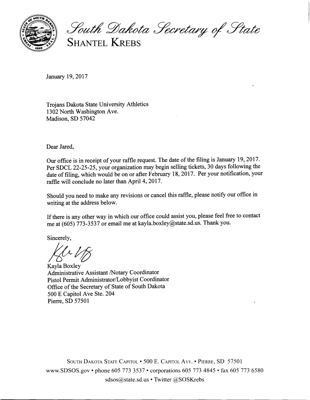 South Dakota Secretary of State
SHANTEL KREBS
January 19, 2017
Trojans Dakota State University Athletics
1302 North Washington Ave.
Madison, SD 57042
Dear Jared,
Our office is in receipt of your raffle request. The date of the filing is January 19, 2017.
Per SDCL 22-25-25, your organization may begin selling tickets, 30 days following the
date of filing, which would be on or after February 18, 2017. Per your notification, your
raffle will conclude no later than April 4, 2017.
Should you need to make any revisions or cancel this raffle, please notify our office in
writing at the address below.
If there is any other way in which our office could assist you, please feel free to contact
me at (605) 773-3537 or email me at kayla.boxley@state.sd.us. Thank you.
Sincerely,
Kayla Boxley
Administrative Assistant /Notary Coordinator
Pistol Permit Administrator/Lobbyist Coordinator
Office of the Secretary of State of South Dakota
500 E Capitol Ave Ste. 204
Pierre, SD 57501
SOUTH DAKOTA STATE CAPITOL • 500 E. CAPITOL AVE. • PIERRE, SD 57501
www.SDSOS.gov • phone 605 773 3537 • corporations 605 773 4845 • fax 605 773 6580
sdsos@state.sd.us • Twitter @SOSKrebs